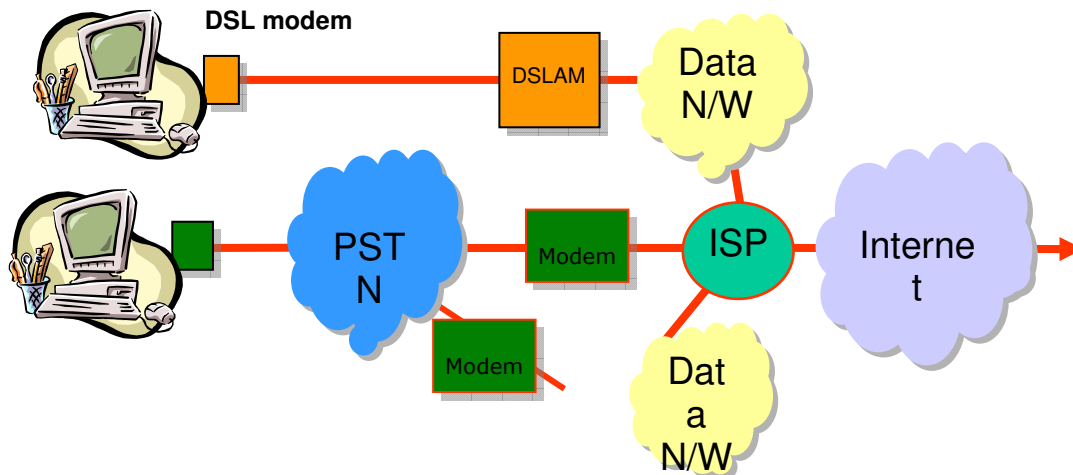 DSL modem
DSLAM
Data
N/W
PST
N
Modem
ISP
Interne
t
Modem
Dat
a
N/W